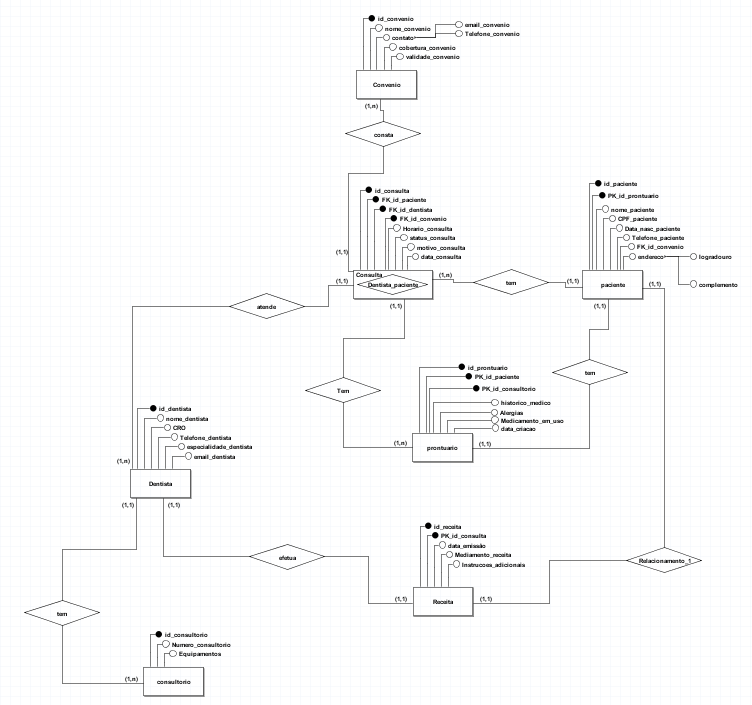 id_convenio
nome_convenio
contato
email_convenio
Telefone_convenio
cobertura_convenio
validade_convenio
Convenio
(1,n)
consta
id_consulta
FK_id_paciente
FK_id_dentista
FK_id_convenio
Horario_consulta
status_consulta
motivo_consulta
data_consulta
(1,1)
Consulta
Dentista_paciente
(1,1)
(1,n)
tem
(1,1)
id_paciente
PK_id_prontuario
nome_paciente
CPF_paciente
Data_nasc_paciente
Telefone_paciente
FK_id_convenio
endereco
logradouro
complemento
paciente
(1,1)
(1,1)
atende
(1,1)
Tem
tem
id_prontuario
PK_id_paciente
PK_id_consultorio
historico_medico
Alergias
Medicamento_em_uso
data_criacao
(1,n)
prontuario
(1,1)
id_dentista
nome_dentista
CRO
Telefone_dentista
especialidade_dentista
email_dentista
(1,n)
Dentista
(1,1)
(1,1)
efetua
id_receita
PK_id_consulta
data_emissão
Mediamento_receita
Instrucoes_adicionais
(1,1)
Receita
(1,1)
Relacionamento_1
tem
id_consultorio
Numero_consultorio
Equipamentos
(1,n)
consultorio